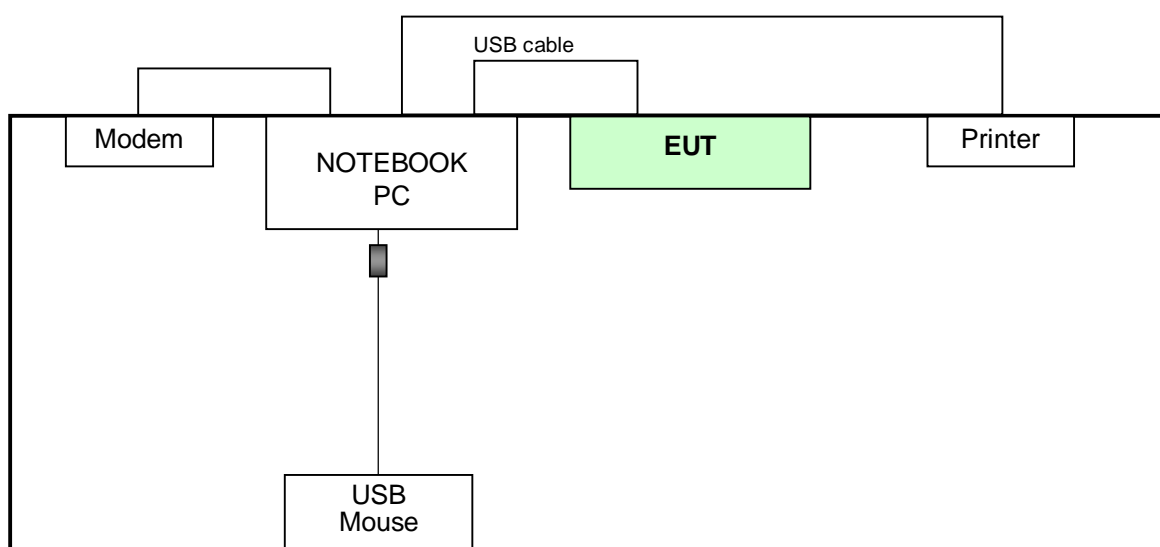 USB cable
Modem
NOTEBOOK
PC
EUT
Printer
USB
Mouse